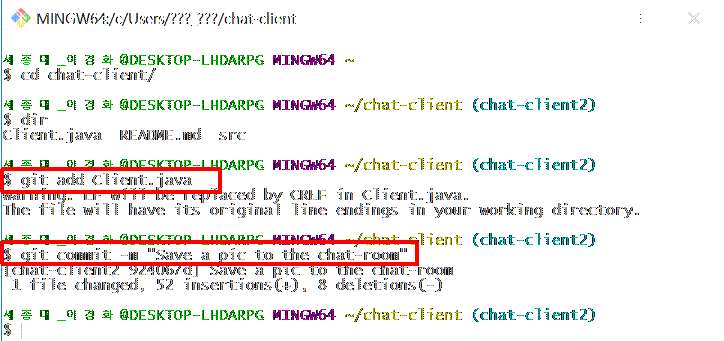 MINGW64:/c/Users/???_???/chat-client
세종대_이경화@DESKTOP-LHDARPG MINGW64 ~
$ cd chat-client/
세종대_이경화@DESKTOP-LHDARPG MINGW64 ~/chat-client (chat-client2)
$ dir
Client.java README.md src
세종대_이경화@DESKTOP-LHDARPG MINGW64 ~/chat-client (chat-client2)
$ git add Client.java
warning: LF will be replaced by CRLF in Client.java.
The file will have its original line endings in your working directory.
세종대_이경화@DESKTOP-LHDARPG MINGW64 ~/chat-client (chat-client2)
$ git commit -m "Save a pic to the chat-room"
[chat-client2 924067d] Save a pic to the chat-room
1 file changed, 52 insertions(+), 8 deletions(-)
세종대_이경화@DESKTOP-LHDARPG MINGW64 ~/chat-client (chat-client2)
$